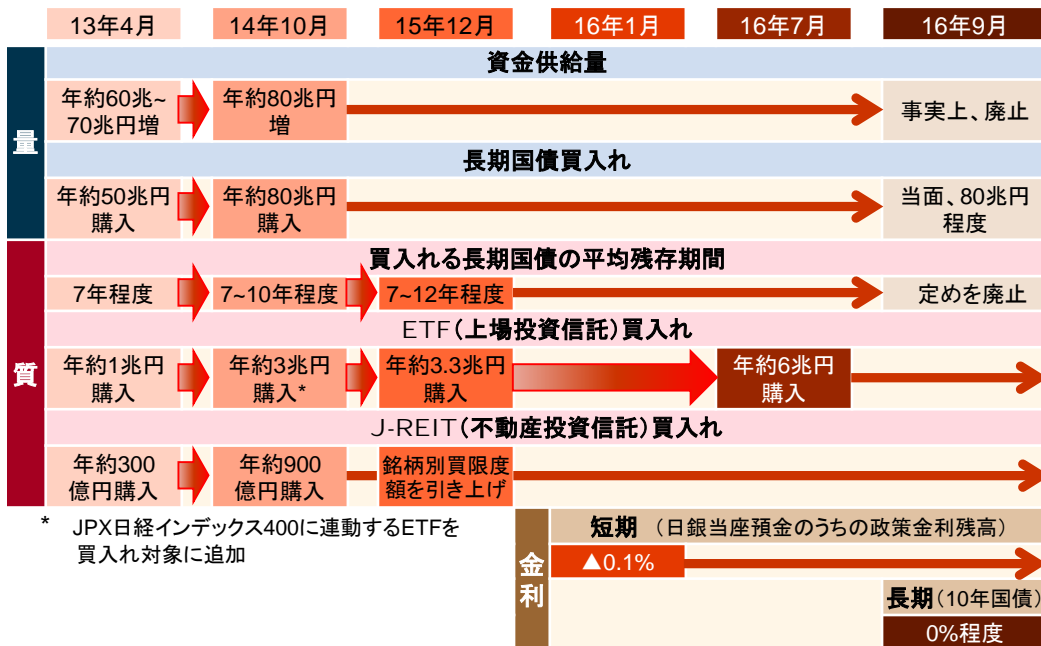 13年4月
14年10月
15年12月
16年1月
16年7月
16年9月
量
資金供給量
年約60兆~
70兆円増
年約80兆円
増
事実上、廃止
長期国債買入れ
年約50兆円
購入
年約80兆円
購入
当面、80兆円
程度
質
買入れる長期国債の平均残存期間
7年程度
7~10年程度
7~12年程度
定めを廃止
ETF(上場投資信託)買入れ
年約1兆円
購入
年約3兆円
購入*
年約3.3兆円
購入
年約6兆円
購入
J-REIT(不動産投資信託)買入れ
年約300
億円購入
年約900
億円購入
銘柄別買限度
額を引き上げ
* JPX日経インデックス400に連動するETFを
買入れ対象に追加
金利
短期 (日銀当座預金のうちの政策金利残高)
▲0.1%
長期(10年国債)
0%程度